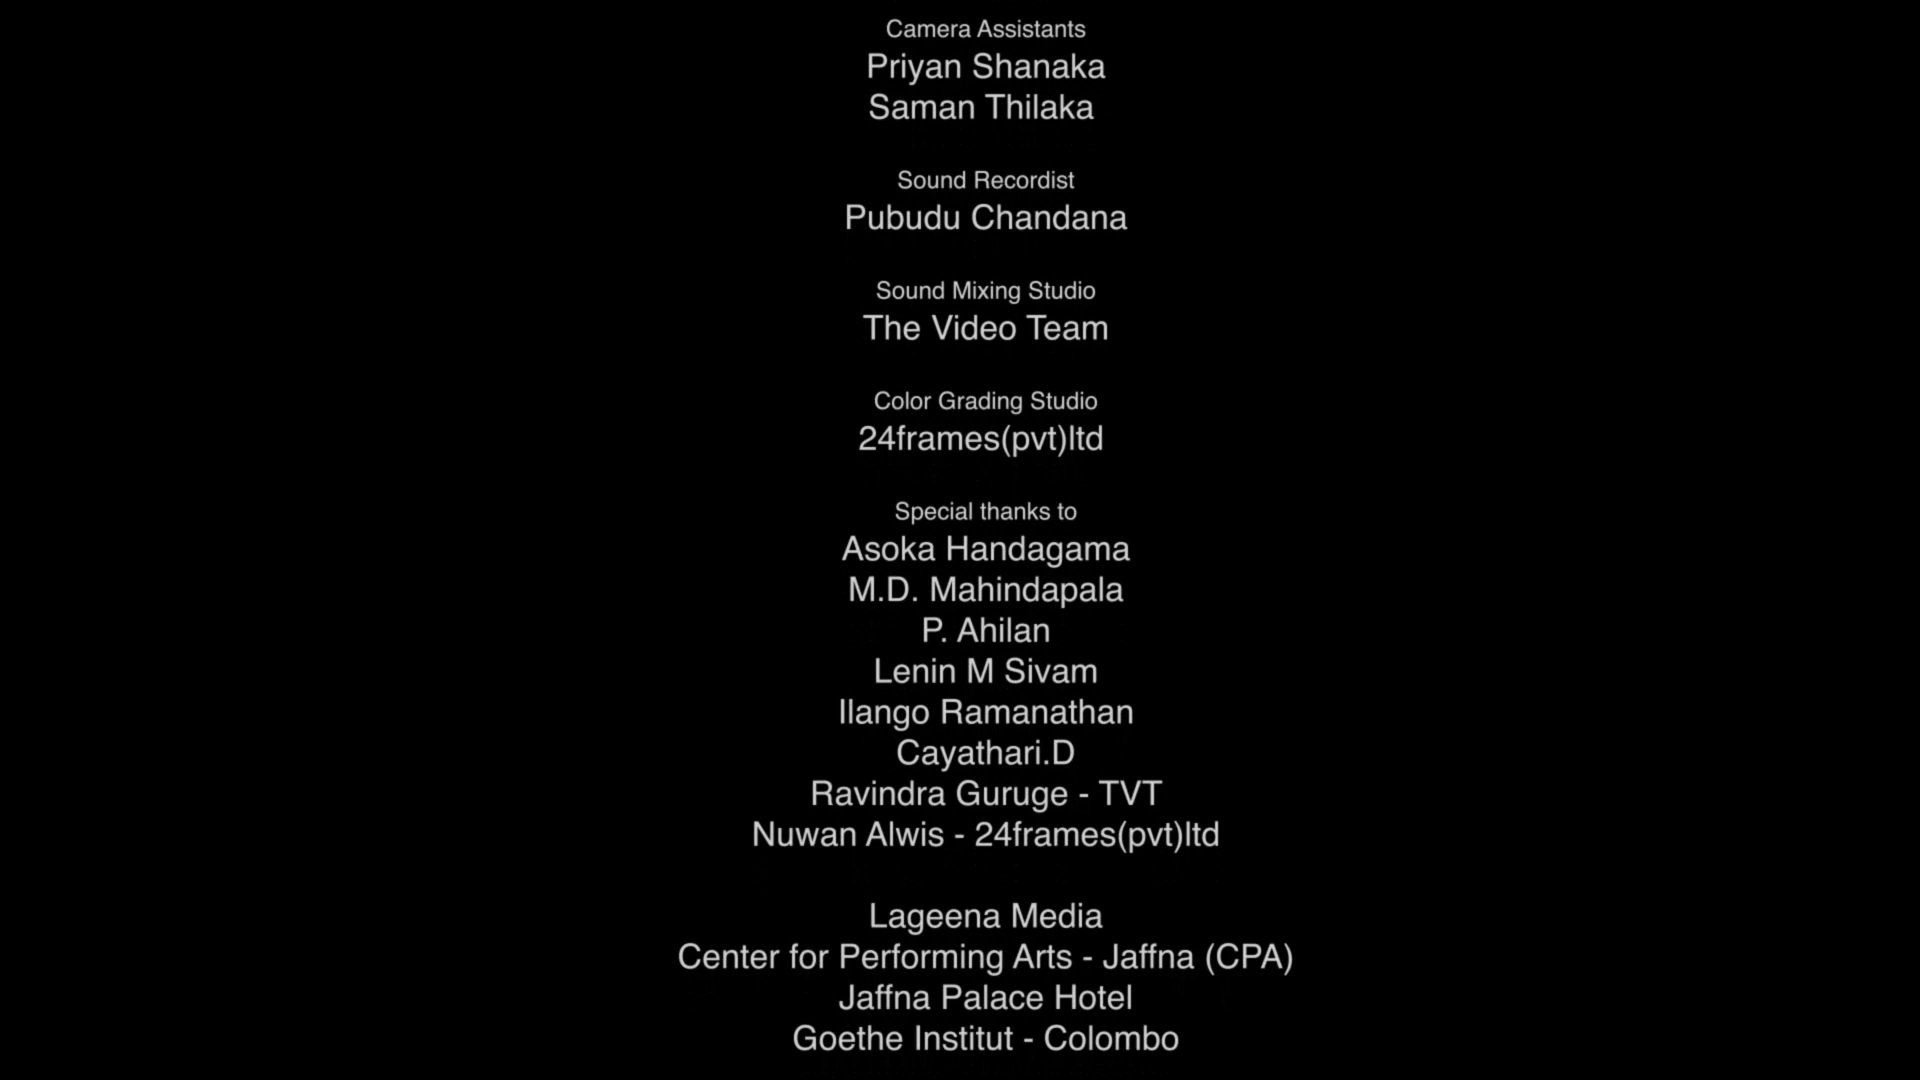 Camera Assistants
Priyan Shanaka
Saman Thilaka
Sound Recordist
Pubudu Chandana
Sound Mixing Studio
The Video Team
Color Grading Studio
24frames(pvt)ltd
Special thanks to
Asoka Handagama
M.D. Mahindapala
P. Ahilan
Lenin M Sivam
Ilango Ramanathan
Cayathari.D
Ravindra Guruge - TVT
Nuwan Alwis - 24frames(pvt)ltd
Lageena Media
Center for Performing Arts - Jaffna (CPA)
Jaffna Palace Hotel
Goethe Institut - Colombo